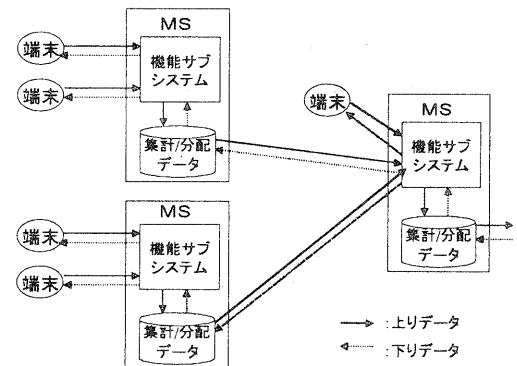 MS
端末
端末
機能サブ
システム
集計/分配
データ
MS
端末
端末
機能サブ
システム
集計/分配
データ
端末
MS
機能サブ
システム
集計/分配
データ
:上りデータ
:下りデータ